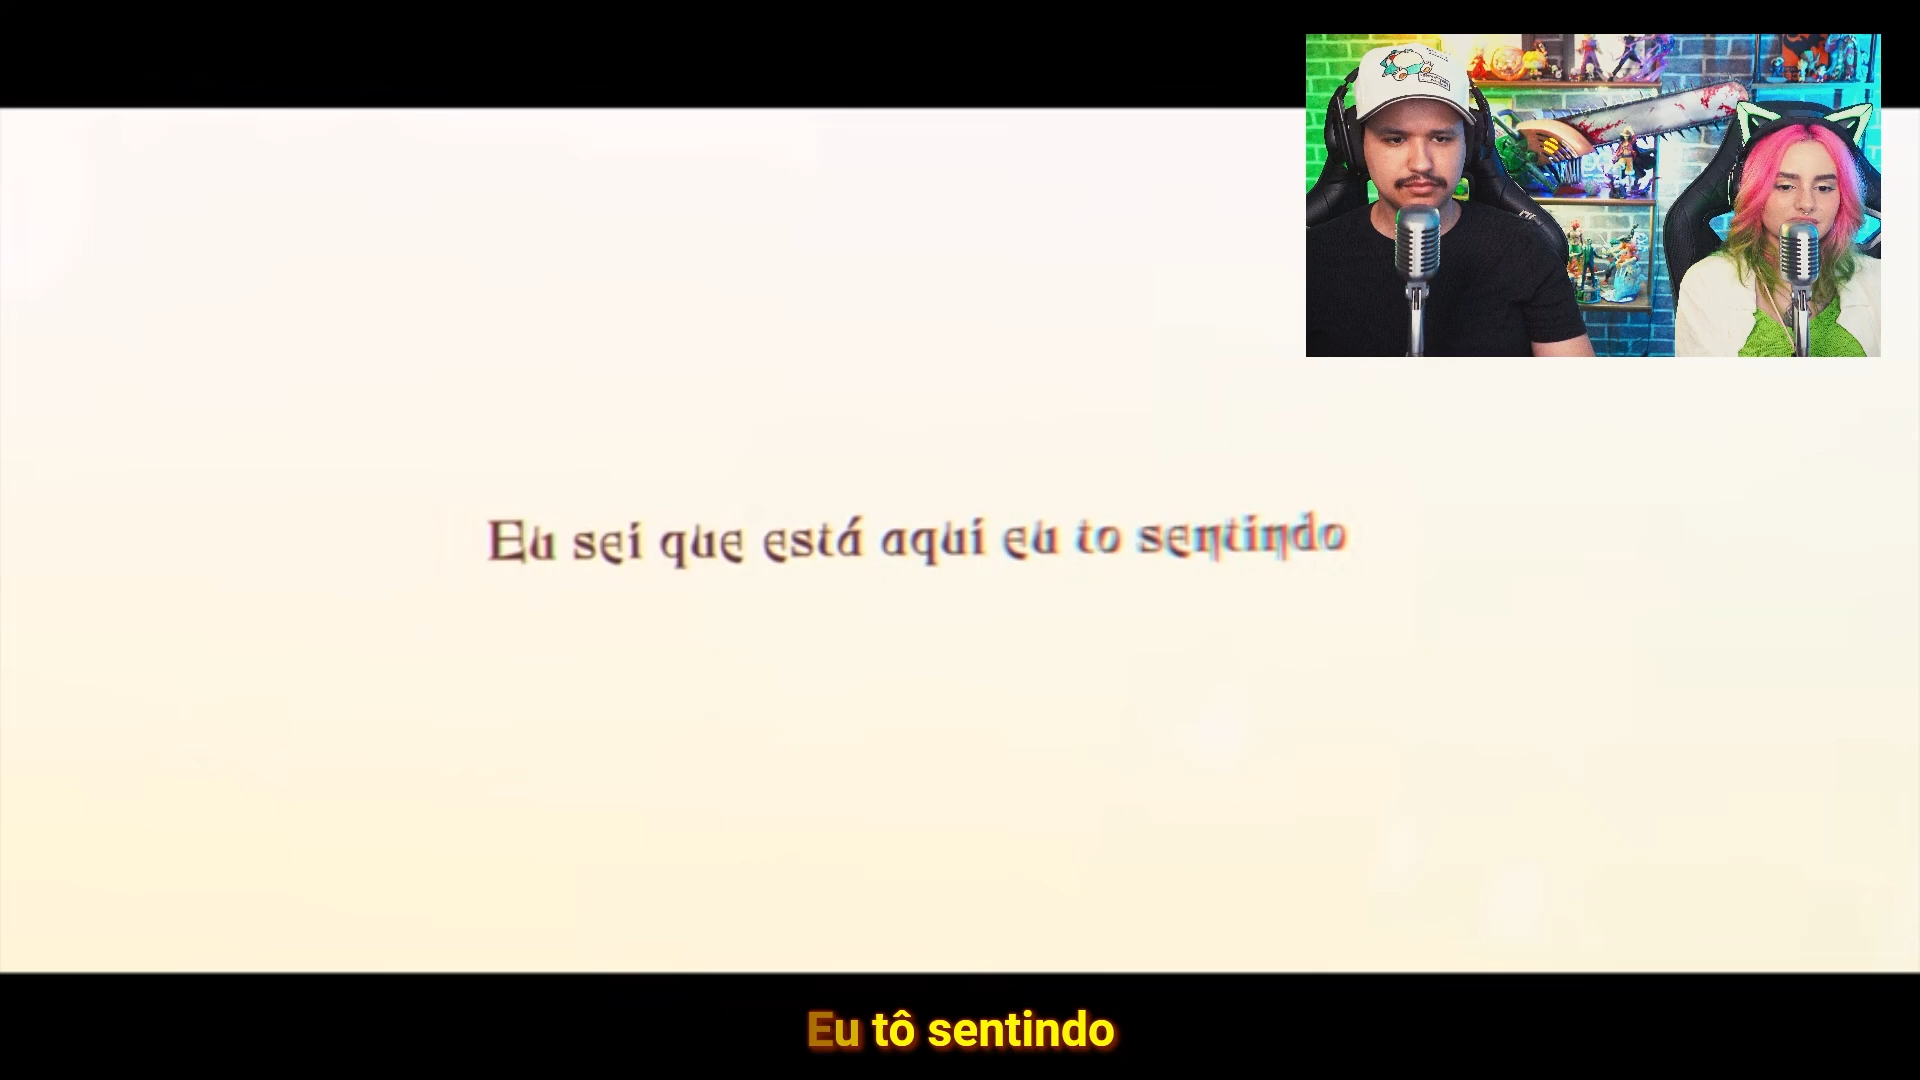 Eu sei que está aqui eu to sentindo
Eu tô sentindo